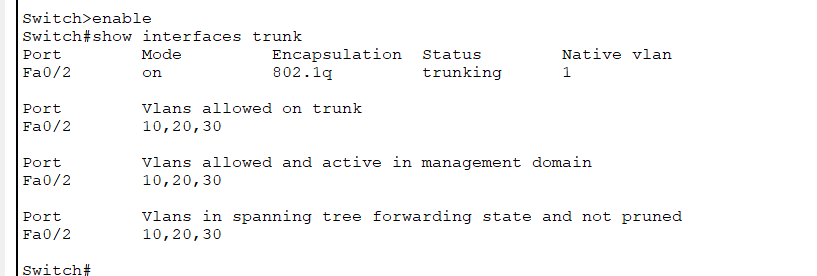 Switch>enable
Switch#show interfaces trunk
Port        Mode         Encapsulation  Status        Native vlan
Fa0/2       on           802.1q         trunking      1

Port        Vlans allowed on trunk
Fa0/2       10,20,30

Port        Vlans allowed and active in management domain
Fa0/2       10,20,30

Port        Vlans in spanning tree forwarding state and not pruned
Fa0/2       10,20,30

Switch#